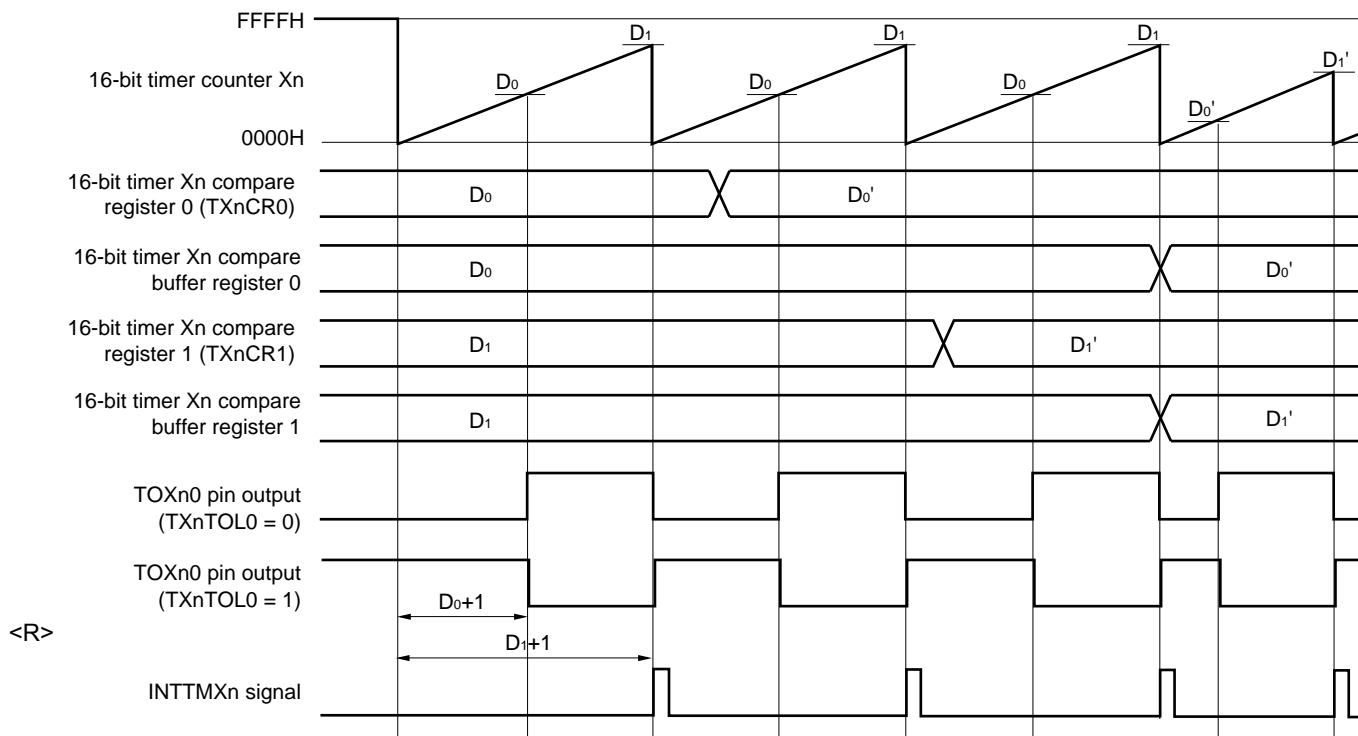 FFFFH
D1 D1 D1 D1'
16-bit timer counter Xn
D0 D0 D0 D0'
0000H
16-bit timer Xn compare
register 0 (TXnCR0)
D0 D0'
16-bit timer Xn compare
buffer register 0
D0 D0'
16-bit timer Xn compare
register 1 (TXnCR1)
D1 D1'
16-bit timer Xn compare
buffer register 1
D1 D1'
TOXn0 pin output
(TXnTOL0 = 0)
TOXn0 pin output
(TXnTOL0 = 1)
D0+1
<R>
D1+1
INTTMXn signal